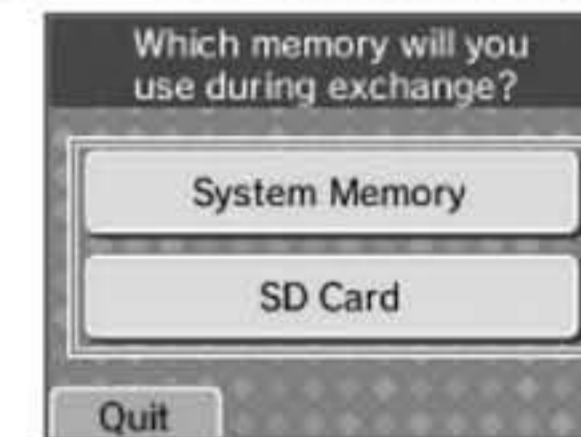 Which memory will you
use during exchange?
System Memory
SD Card
Quit